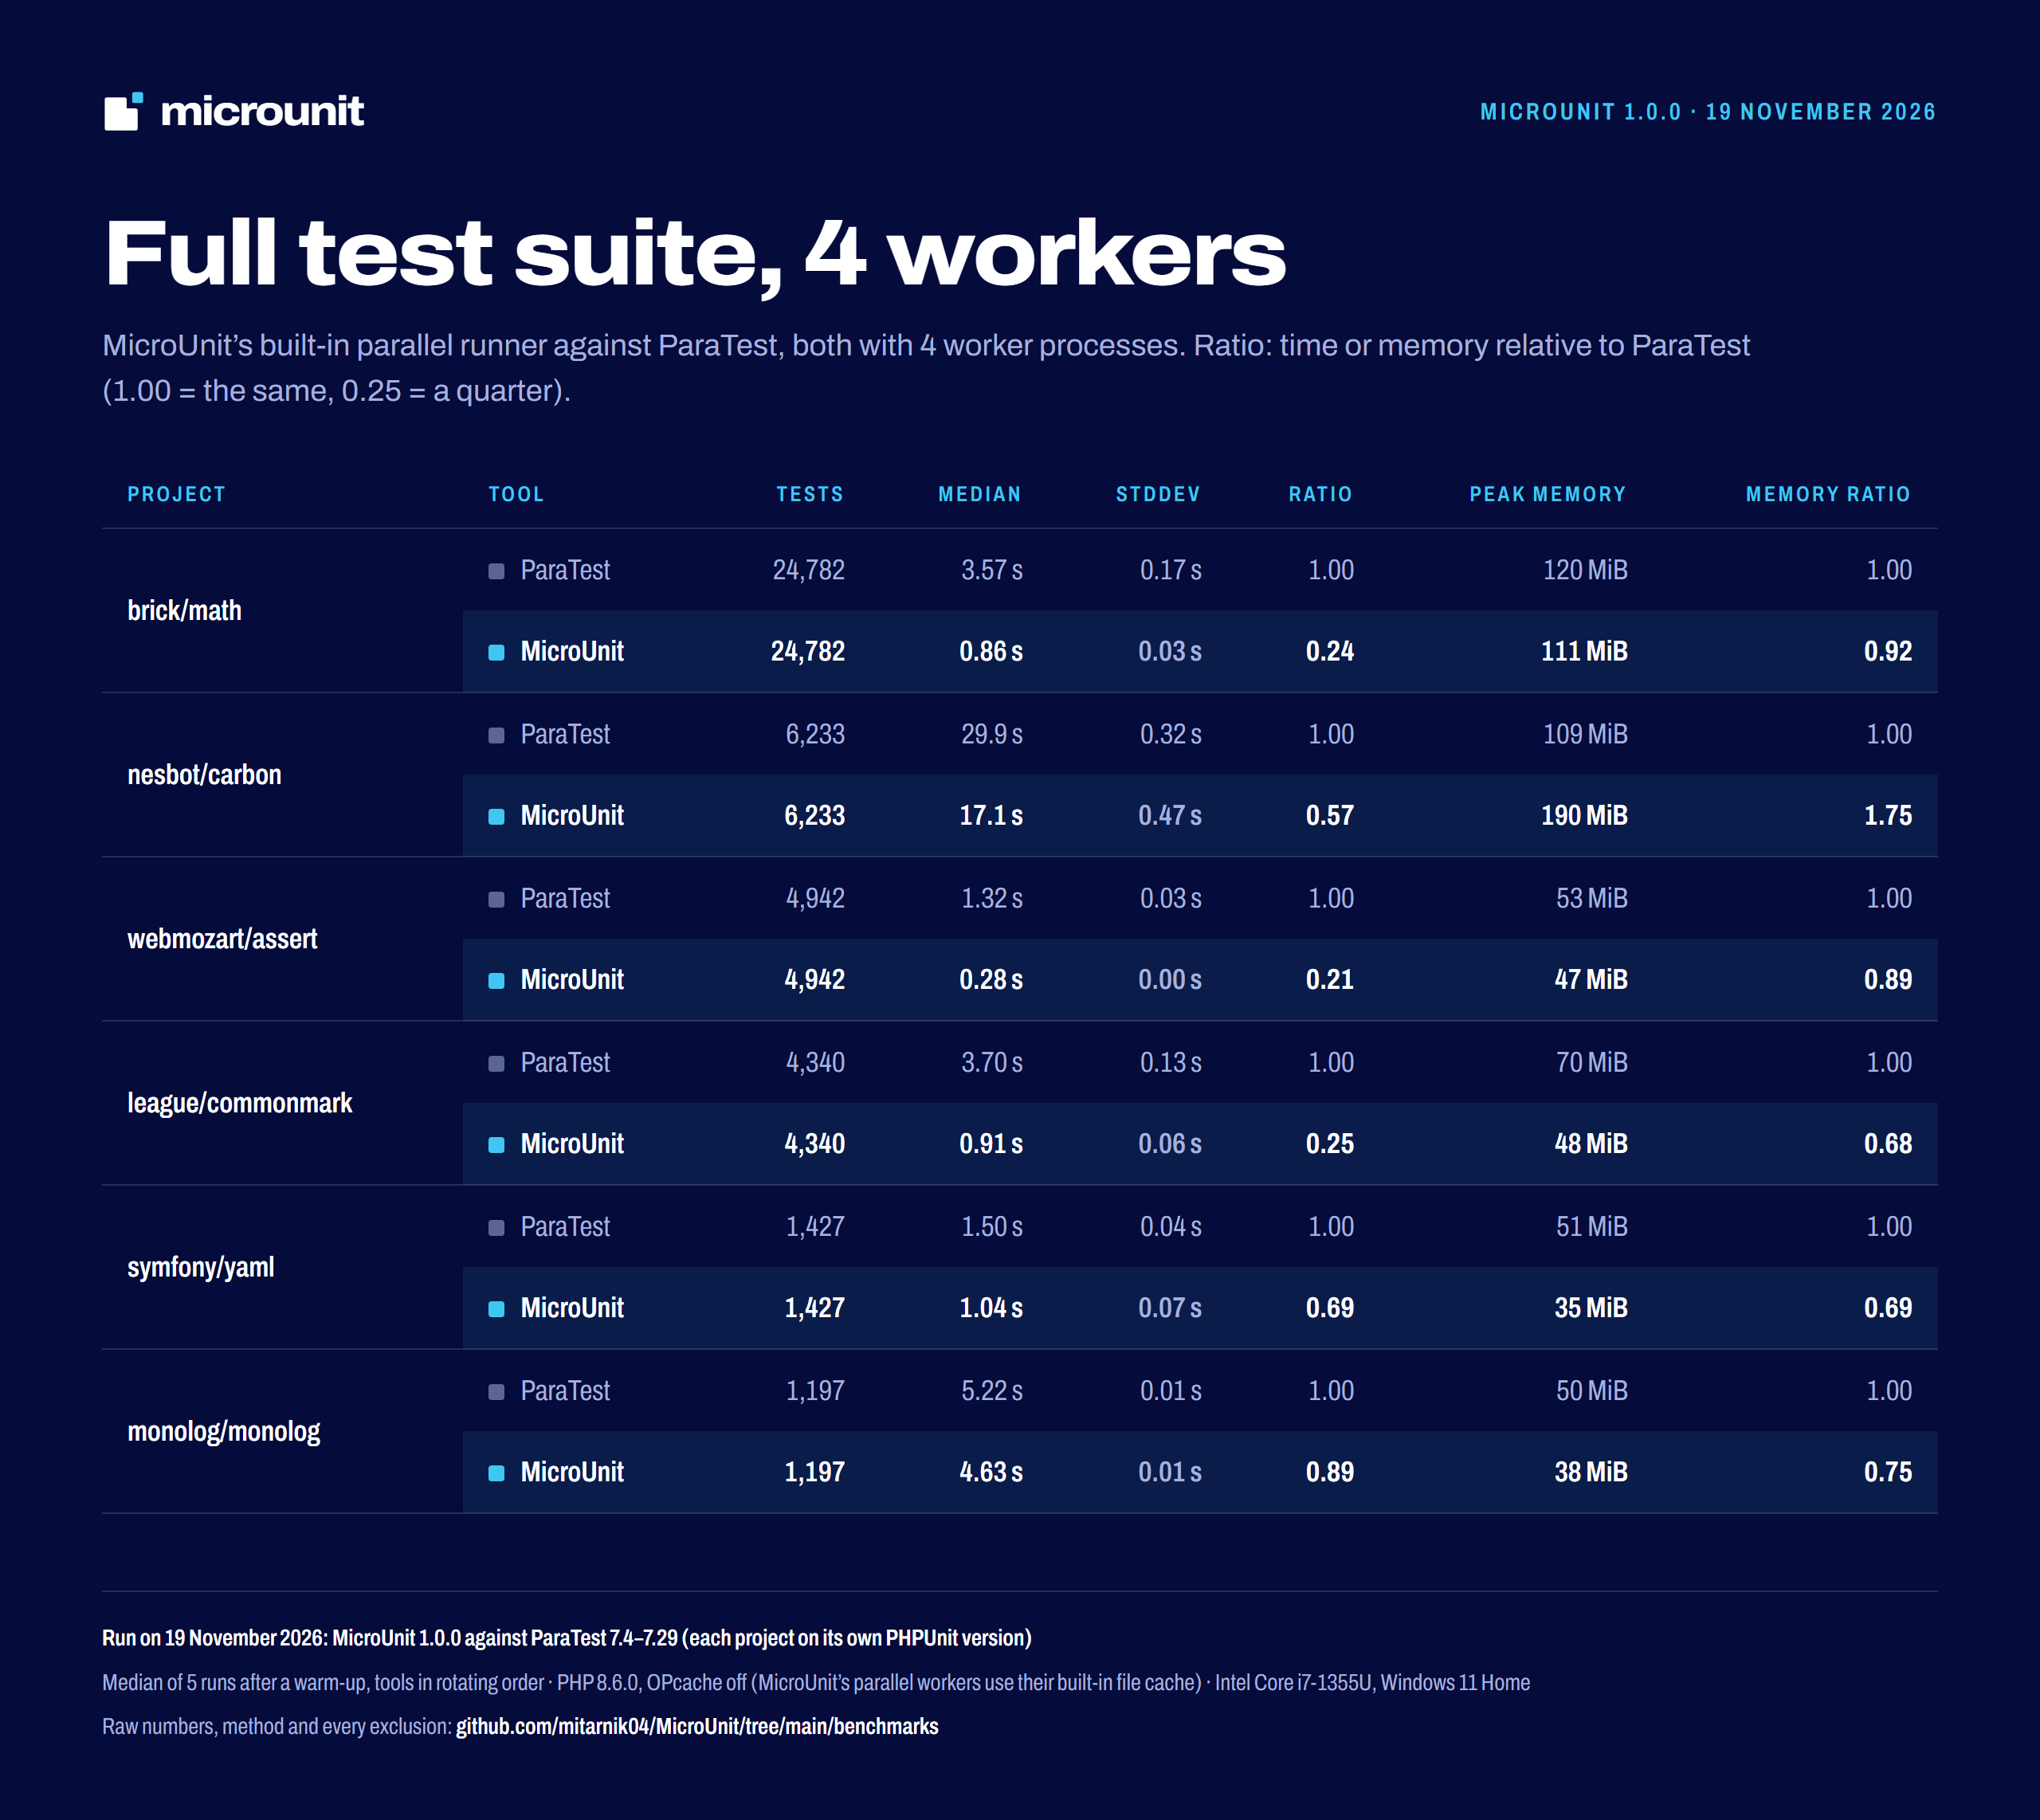 microunit
MICROUNIT 1.0.0 · 19 NOVEMBER 2026
Full test suite, 4 workers
MicroUnit’s built-in parallel runner against ParaTest, both with 4 worker processes. Ratio: time or memory relative to ParaTest
(1.00 = the same, 0.25 = a quarter).
PROJECT TOOL TESTS MEDIAN STDDEV RATIO PEAK MEMORY MEMORY RATIO
brick/math
ParaTest 24,782 3.57 s 0.17 s 1.00 120 MiB 1.00
MicroUnit 24,782 0.86 s 0.03 s 0.24 111 MiB 0.92
nesbot/carbon
ParaTest 6,233 29.9 s 0.32 s 1.00 109 MiB 1.00
MicroUnit 6,233 17.1 s 0.47 s 0.57 190 MiB 1.75
webmozart/assert
ParaTest 4,942 1.32 s 0.03 s 1.00 53 MiB 1.00
MicroUnit 4,942 0.28 s 0.00 s 0.21 47 MiB 0.89
league/commonmark
ParaTest 4,340 3.70 s 0.13 s 1.00 70 MiB 1.00
MicroUnit 4,340 0.91 s 0.06 s 0.25 48 MiB 0.68
symfony/yaml
ParaTest 1,427 1.50 s 0.04 s 1.00 51 MiB 1.00
MicroUnit 1,427 1.04 s 0.07 s 0.69 35 MiB 0.69
monolog/monolog
ParaTest 1,197 5.22 s 0.01 s 1.00 50 MiB 1.00
MicroUnit 1,197 4.63 s 0.01 s 0.89 38 MiB 0.75
Run on 19 November 2026: MicroUnit 1.0.0 against ParaTest 7.4–7.29 (each project on its own PHPUnit version)
Median of 5 runs after a warm-up, tools in rotating order · PHP 8.6.0, OPcache off (MicroUnit’s parallel workers use their built-in file cache) · Intel Core i7-1355U, Windows 11 Home
Raw numbers, method and every exclusion: github.com/mitarnik04/MicroUnit/tree/main/benchmarks